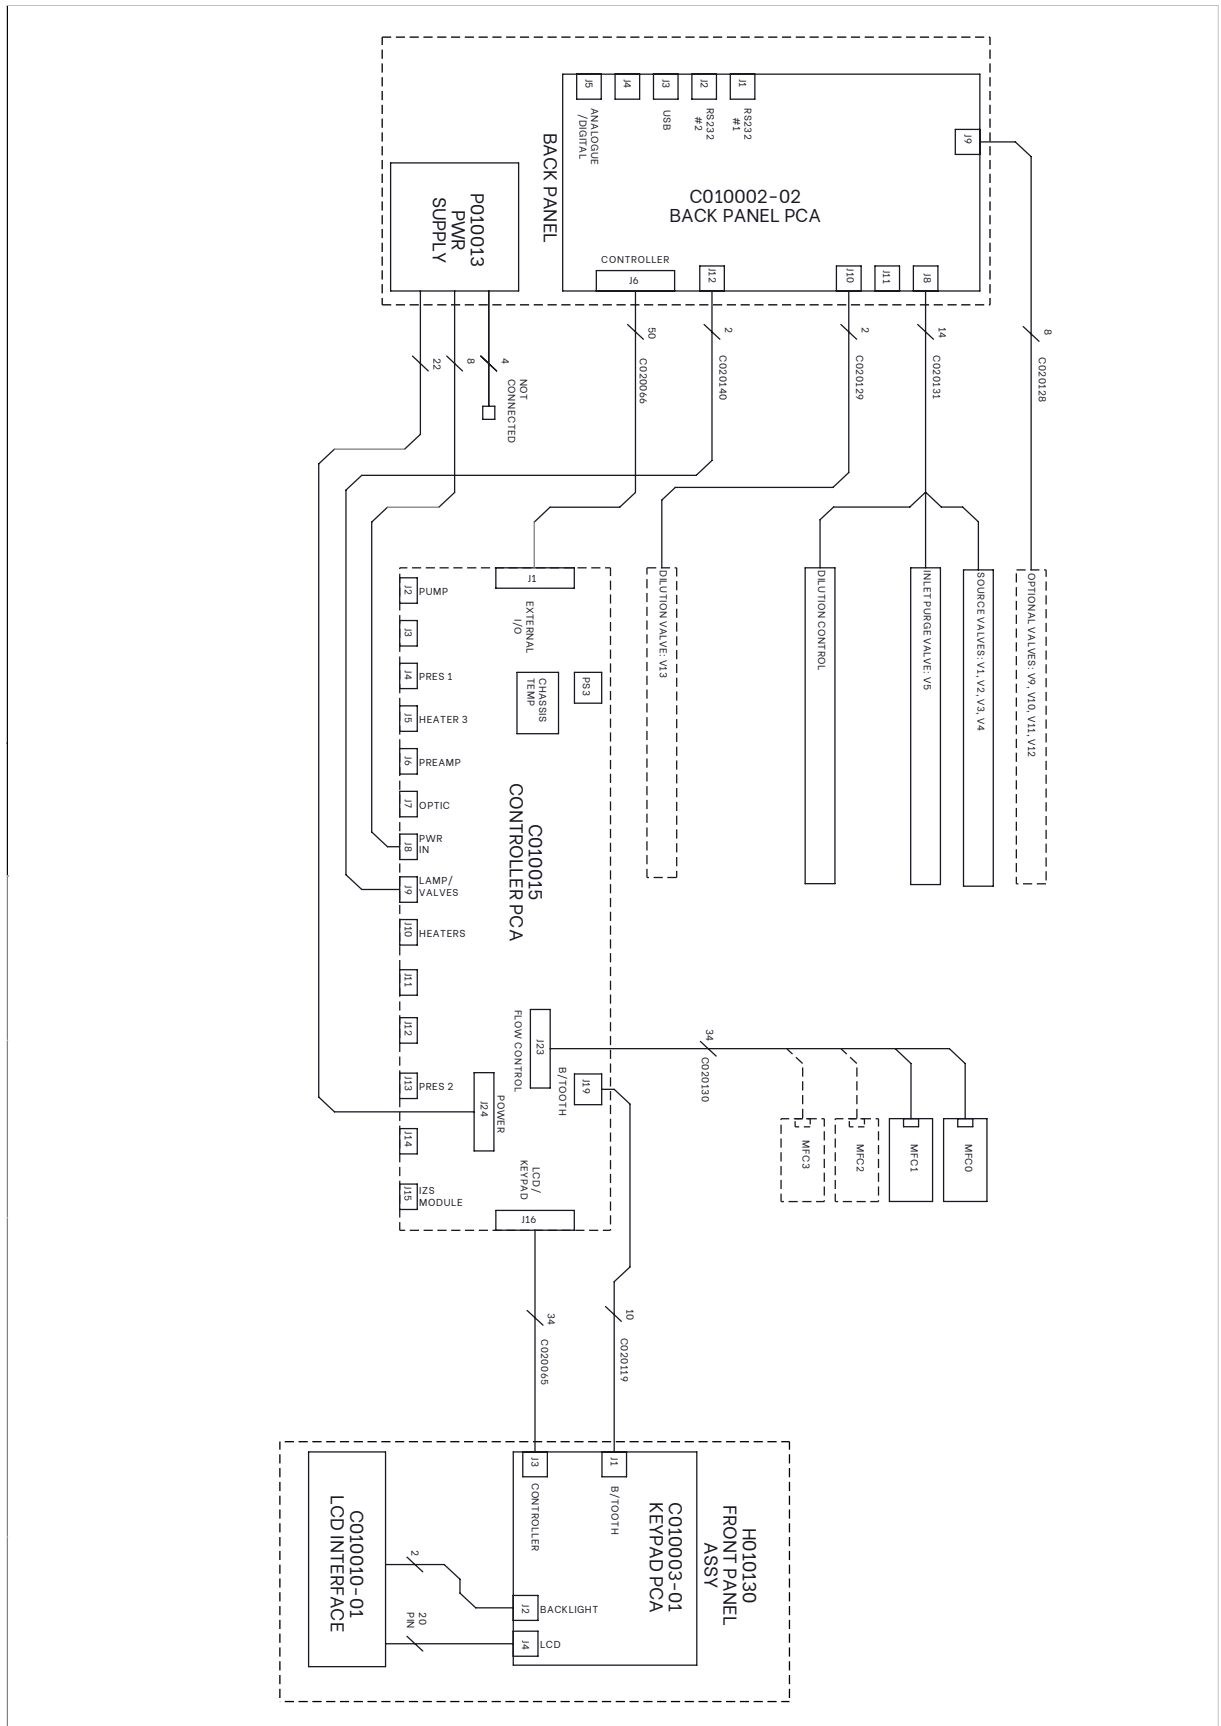 J5
J4
J3
J2
J1
ANALOGUE
/DIGITAL
USB
RS232
#2
RS232
#1
J9
BACK PANEL
C010002-02
BACK PANEL PCA
P010013
PWR
SUPPLY
CONTROLLER
J6
J12
J10
J11
J8
22
8
4
NOT
CONNECTED
50
C020066
2
C020140
2
C020129
14
C020131
8
C020128
J1
EXTERNAL
I/O
J2
PUMP
J3
J4
PRES 1
J5
HEATER 3
J6
PREAMP
J7
OPTIC
J8
PWR
IN
J9
LAMP/
VALVES
J10
HEATERS
J11
J12
J13
PRES 2
J14
J15
IZS
MODULE
CHASSIS
TEMP
PS3
C010015
CONTROLLER PCA
DILUTION VALVE: V13
DILUTION CONTROL
INLET PURGE VALVE: V5
SOURCE VALVES: V1, V2, V3, V4
OPTIONAL VALVES: V9, V10, V11, V12
J23
FLOW CONTROL
J19
B/TOOTH
J24
POWER
LCD/
KEYPAD
J16
34
C020130
MFC3
MFC2
MFC1
MFC0
34
C020065
10
C020119
J3
CONTROLLER
J1
B/TOOTH
H010130
FRONT PANEL
ASSY
C010003-01
KEYPAD PCA
C010010-01
LCD INTERFACE
2
J2
BACKLIGHT
20
PIN
J4
LCD